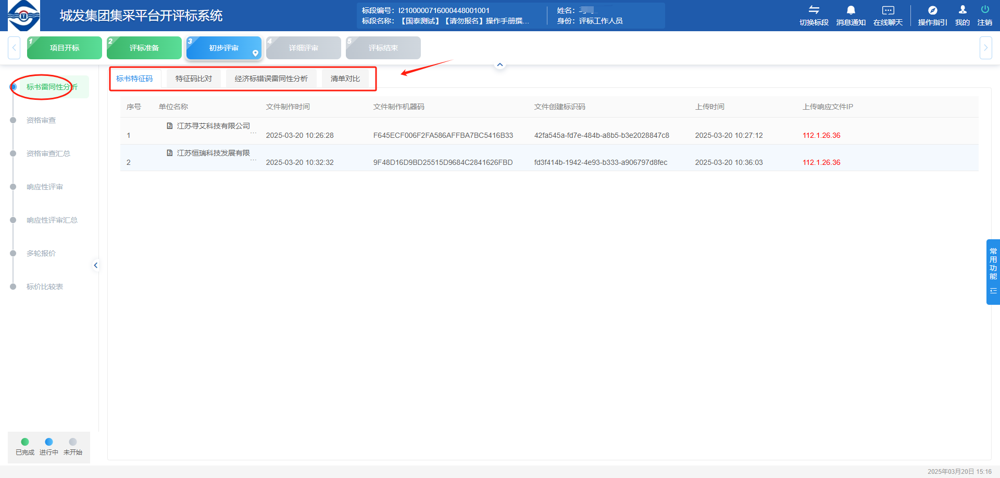 城发集团集采平台开评标系统
标段编号：I2100000716000448001001
标段名称：【国泰测试】【请勿报名】操作手册撰...
姓名：
身份：评标工作人员
切换标段
消息通知
在线聊天
操作指引
我的
注销
1 项目开标
2 评标准备
3 初步评审
4 详细评审
5 评标结束
标书雷同性分析
资格审查
资格审查汇总
响应性评审
响应性评审汇总
多轮报价
标价比较表
标书特征码 特征码比对 经济标错误雷同性分析 清单对比
序号 单位名称 文件制作时间 文件制作机器码 文件创建标识码 上传时间 上传响应文件IP
1 江苏寻艾科技有限公司... 2025-03-20 10:26:28 F645ECF006F2FA586AFFBA7BC5416B33 42fa545a-fd7e-484b-a8b5-b3e2028847c8 2025-03-20 10:27:12 112.1.26.36
2 江苏恒瑞科技发展有限... 2025-03-20 10:32:32 9F48D16D9BD25515D9684C2841626FBD fd3f414b-1942-4e93-b333-a906797d8fec 2025-03-20 10:36:03 112.1.26.36
常用功能
已完成 进行中 未开始
2025年03月20日 15:16